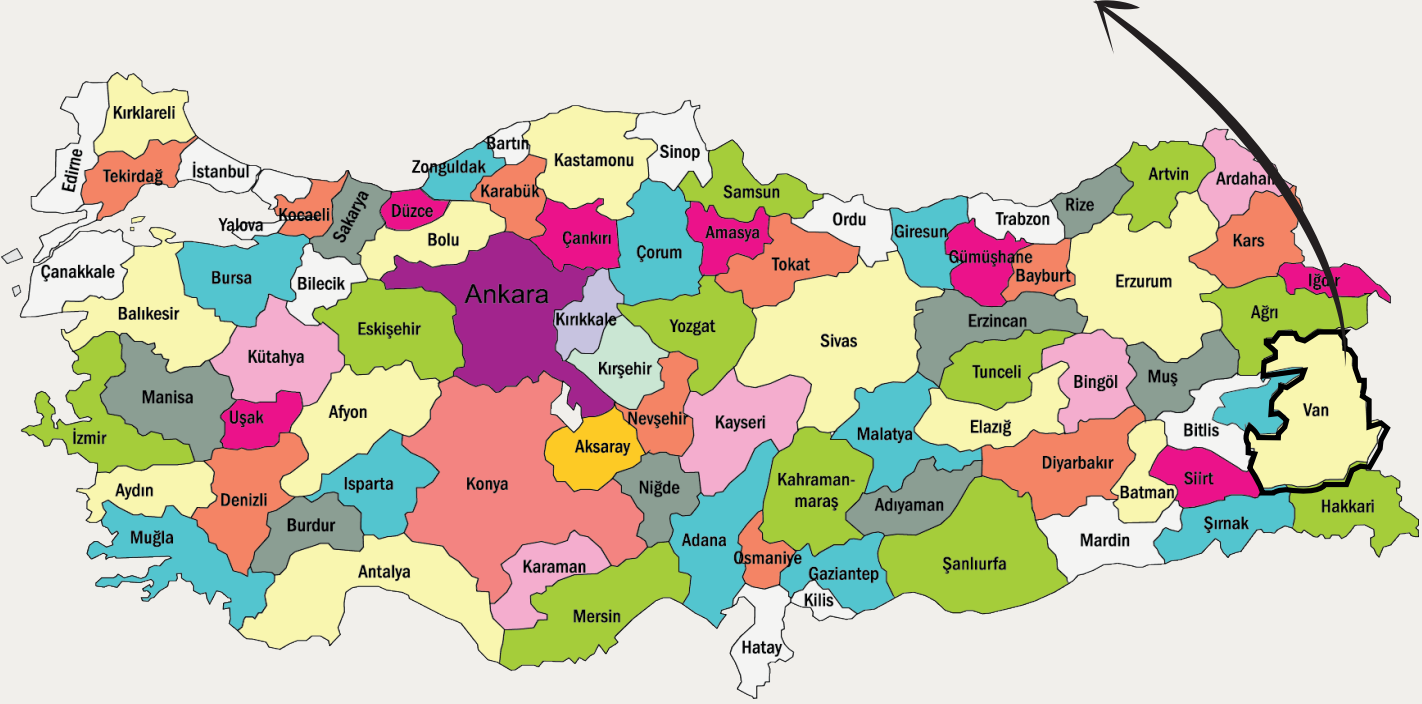 Kırklareli
Edirne
Tekirdağ
İstanbul
Yalova
Kocaeli
Sakarya
Düzce
Zonguldak
Bartın
Karabük
Kastamonu
Sinop
Samsun
Ordu
Giresun
Trabzon
Rize
Artvin
Ardahan
Çanakkale
Balıkesir
Bursa
Bilecik
Bolu
Ankara
Çankırı
Çorum
Amasya
Tokat
Gümüşhane
Bayburt
Erzurum
Kars
Iğdır
Ağrı
Kütahya
Eskişehir
Kırıkkale
Kırşehir
Yozgat
Sivas
Erzincan
Tunceli
Bingöl
Muş
Bitlis
Van
İzmir
Manisa
Uşak
Afyon
Konya
Aksaray
Nevşehir
Kayseri
Malatya
Elazığ
Diyarbakır
Batman
Siirt
Hakkari
Aydın
Denizli
Isparta
Niğde
Kahraman-
maraş
Adıyaman
Şanlıurfa
Mardin
Şırnak
Muğla
Burdur
Antalya
Karaman
Mersin
Adana
Osmaniye
Gaziantep
Kilis
Hatay